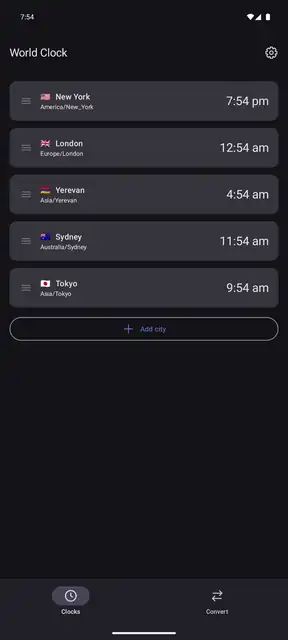 7:54
World Clock
New York
America/New_York
7:54 pm
London
Europe/London
12:54 am
Yerevan
Asia/Yerevan
4:54 am
Sydney
Australia/Sydney
11:54 am
Tokyo
Asia/Tokyo
9:54 am
Add city
Clocks
Convert